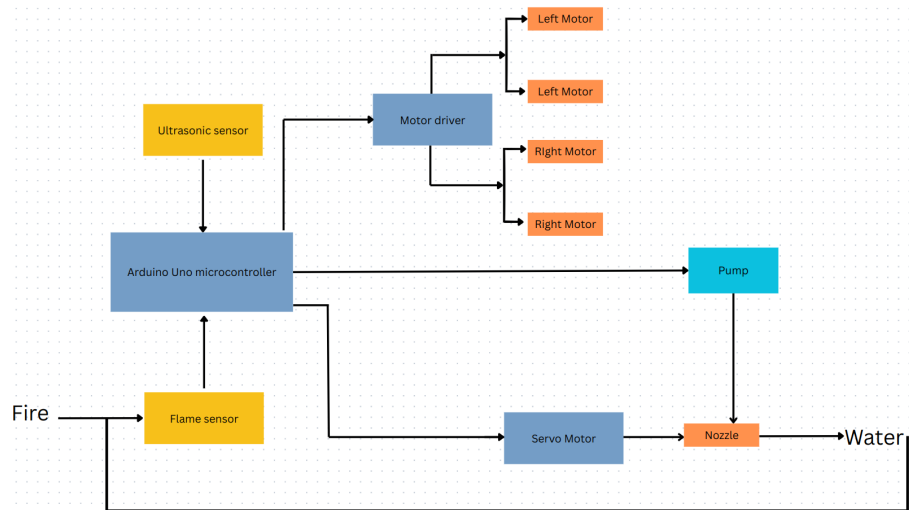 Left Motor
Left Motor
Motor driver
Ultrasonic sensor
RIght Motor
Right Motor
Arduino Uno microcontroller
Pump
Fire
Flame sensor
Servo Motor
Nozzle
Water